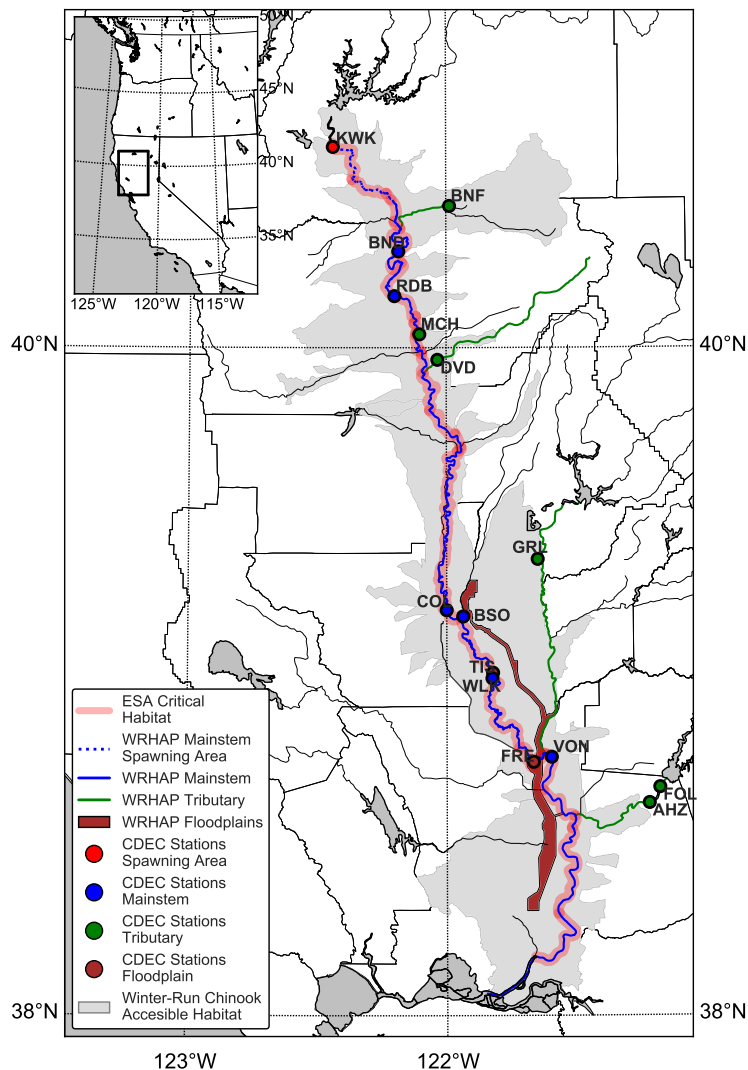 50°N
45°N
40°N
35°N
125°W
120°W
115°W
KWK
BNF
BNB
RDB
MCH
DVD
40°N
40°N
GRL
COL
BSO
TIS
WLK
FRE
VON
FOL
AHZ
ESA Critical
Habitat
WRHAP Mainstem
Spawning Area
WRHAP Mainstem
WRHAP Tributary
WRHAP Floodplains
CDEC Stations
Spawning Area
CDEC Stations
Mainstem
CDEC Stations
Tributary
CDEC Stations
Floodplain
Winter-Run Chinook
Accesible Habitat
38°N
38°N
123°W
122°W